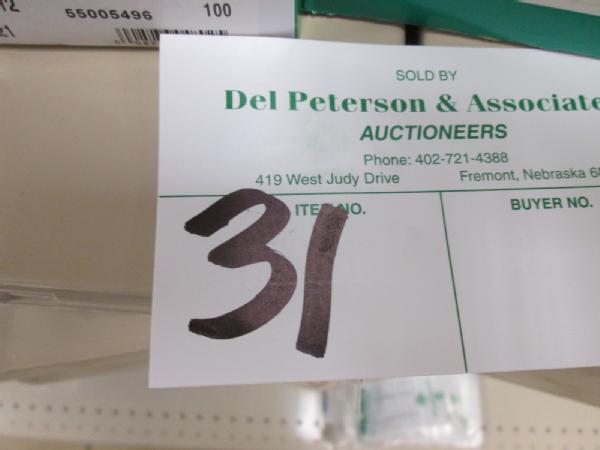 55005496 100
SOLD BY
Del Peterson & Associate
AUCTIONEERS
Phone: 402-721-4388
419 West Judy Drive Fremont, Nebraska 68
ITEM NO. BUYER NO.
31